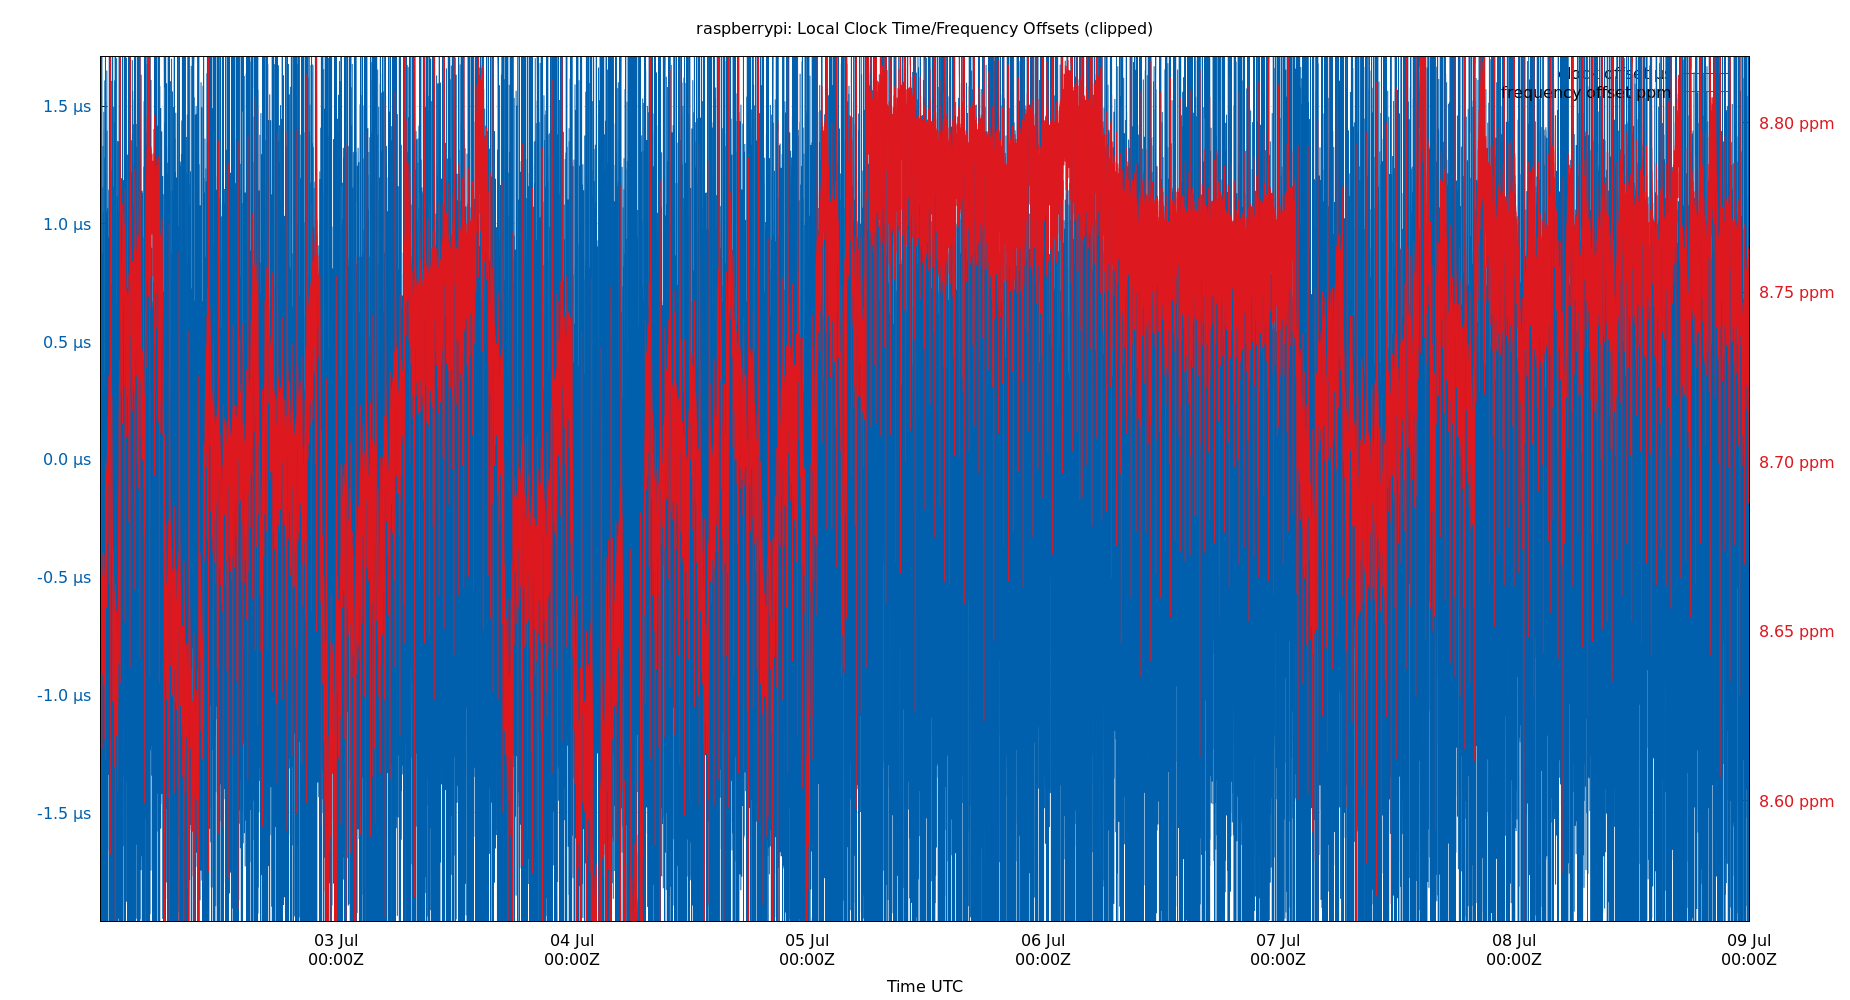 raspberrypi: Local Clock Time/Frequency Offsets (clipped)
clock offset μs
frequency offset ppm
1.5 μs
1.0 μs
0.5 μs
0.0 μs
-0.5 μs
-1.0 μs
-1.5 μs
8.80 ppm
8.75 ppm
8.70 ppm
8.65 ppm
8.60 ppm
03 Jul
00:00Z
04 Jul
00:00Z
05 Jul
00:00Z
06 Jul
00:00Z
07 Jul
00:00Z
08 Jul
00:00Z
09 Jul
00:00Z
Time UTC